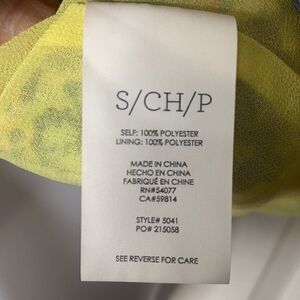 S/CH/P
SELF: 100% POLYESTER
LINING: 100% POLYESTER
MADE IN CHINA
HECHO EN CHINA
FABRIQUÉ EN CHINE
RN#54077
CA#59814
STYLE# 5041
PO# 215058
SEE REVERSE FOR CARE